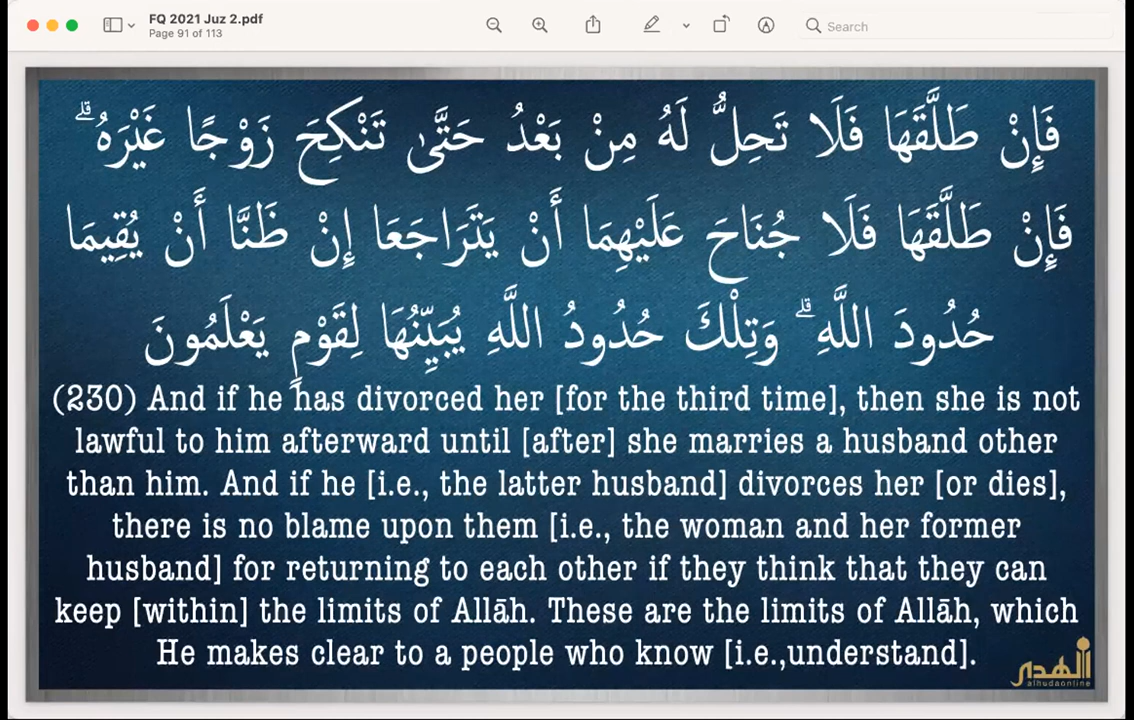 FQ 2021 Juz 2.pdf
Page 91 of 113
Search
فَإِنْ طَلَّقَهَا فَلَا تَحِلُّ لَهُ مِنْ بَعْدُ حَتَّىٰ تَنْكِحَ زَوْجًا غَيْرَهُ ۗ
فَإِنْ طَلَّقَهَا فَلَا جُنَاحَ عَلَيْهِمَا أَنْ يَتَرَاجَعَا إِنْ ظَنَّا أَنْ يُقِيمَا
حُدُودَ اللَّهِ ۗ وَتِلْكَ حُدُودُ اللَّهِ يُبَيِّنُهَا لِقَوْمٍ يَعْلَمُونَ
(230) And if he has divorced her [for the third time], then she is not
lawful to him afterward until [after] she marries a husband other
than him. And if he [i.e., the latter husband] divorces her [or dies],
there is no blame upon them [i.e., the woman and her former
husband] for returning to each other if they think that they can
keep [within] the limits of Allāh. These are the limits of Allāh, which
He makes clear to a people who know [i.e.,understand].
الهدى
alhudaonline